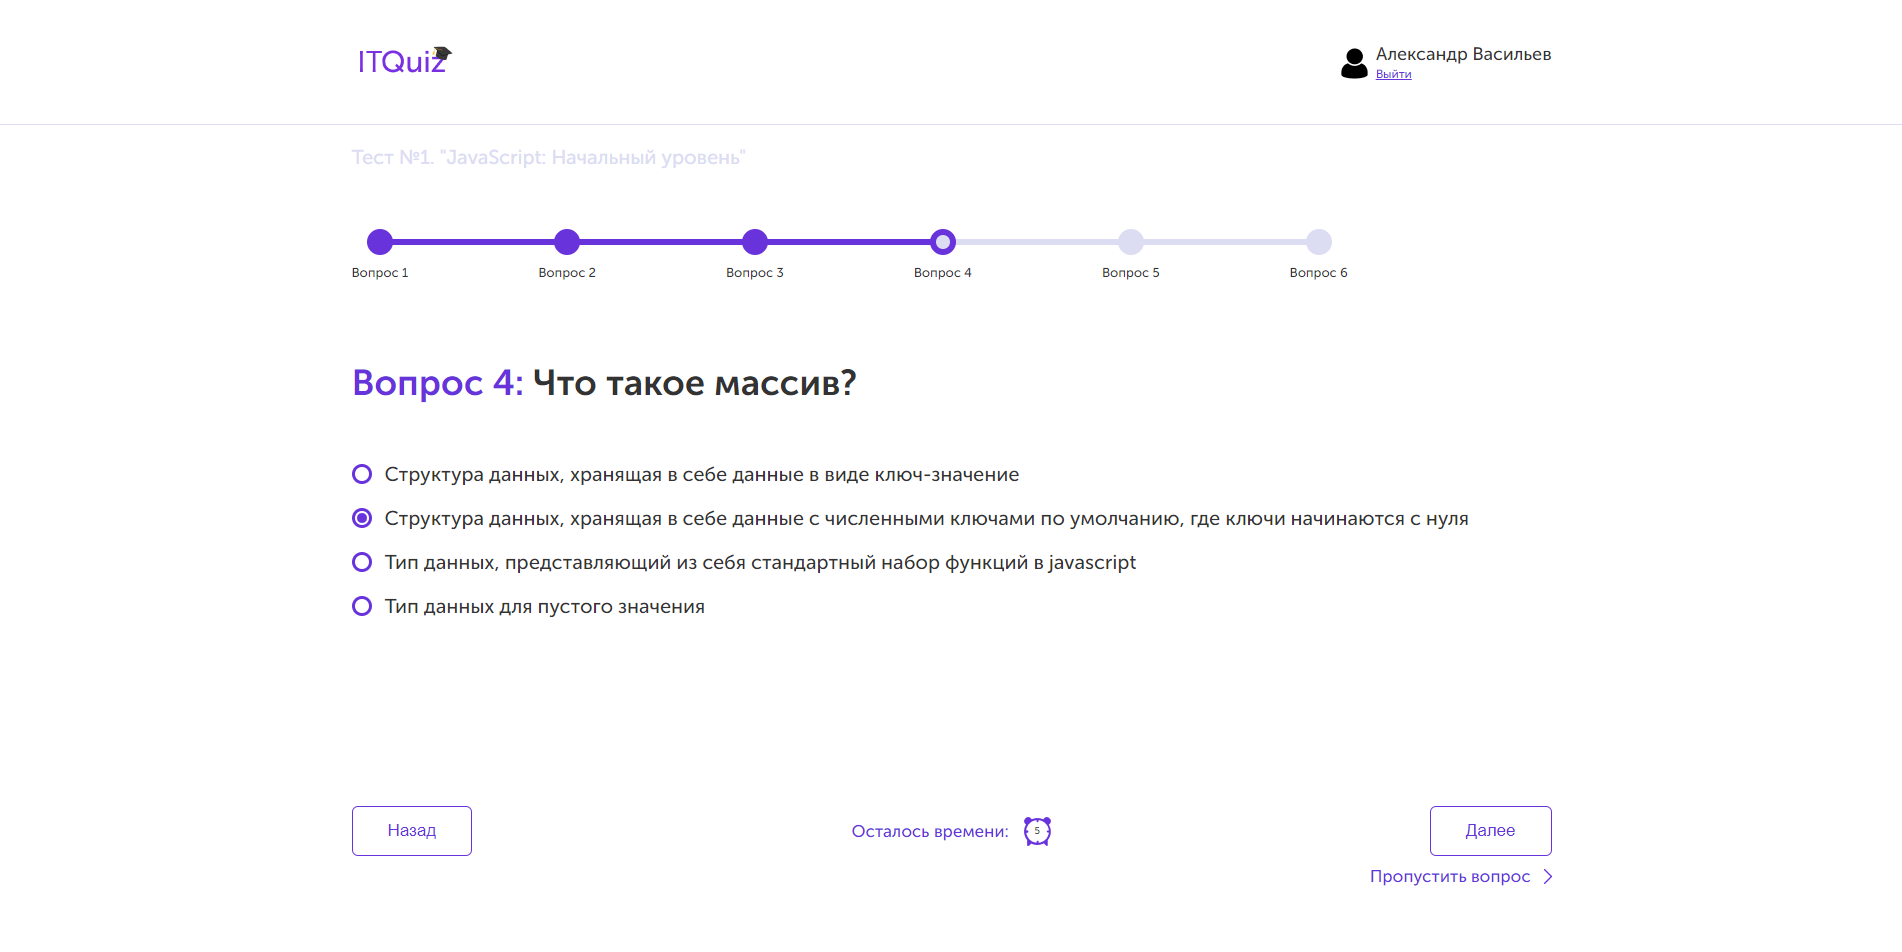 ITQuiz
Александр Васильев
Выйти
Тест №1. "JavaScript: Начальный уровень"
Вопрос 1
Вопрос 2
Вопрос 3
Вопрос 4
Вопрос 5
Вопрос 6
Вопрос 4: Что такое массив?
Структура данных, хранящая в себе данные в виде ключ-значение
Структура данных, хранящая в себе данные с численными ключами по умолчанию, где ключи начинаются с нуля
Тип данных, представляющий из себя стандартный набор функций в javascript
Тип данных для пустого значения
Назад
Осталось времени: 5
Далее
Пропустить вопрос